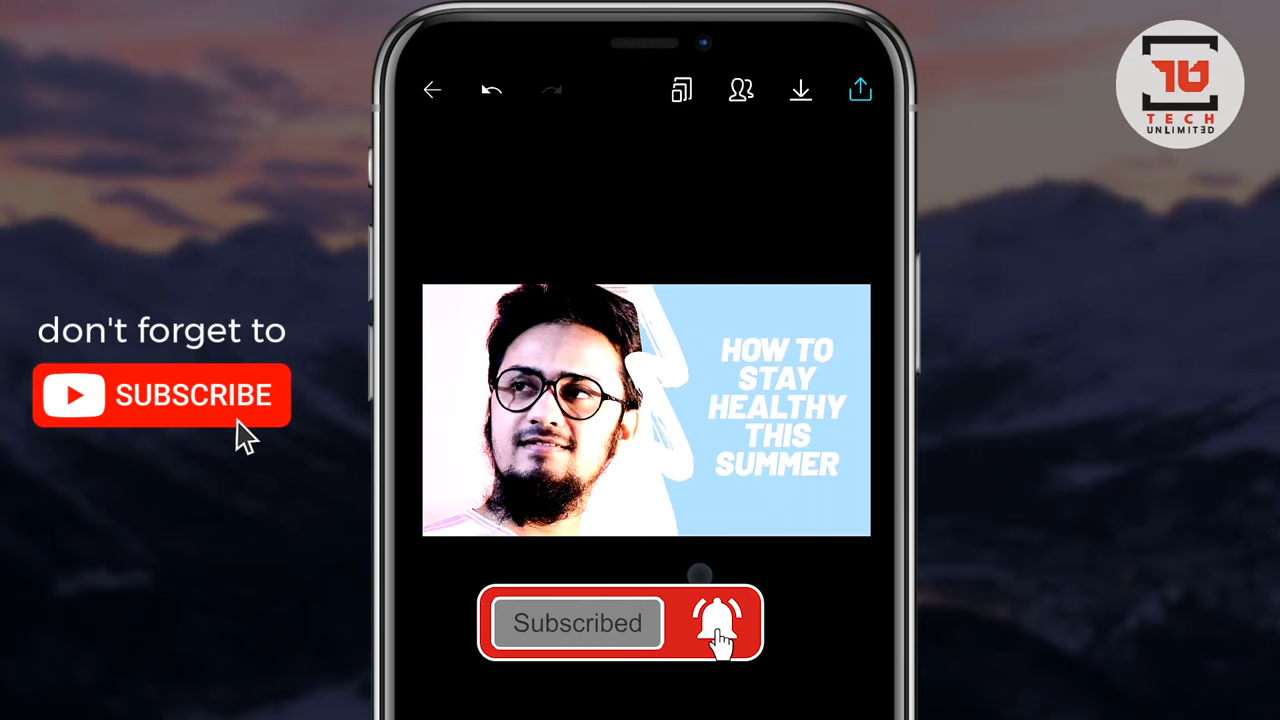 TECH
UNLIMITED
don't forget to
SUBSCRIBE
HOW TO
STAY
HEALTHY
THIS
SUMMER
Subscribed